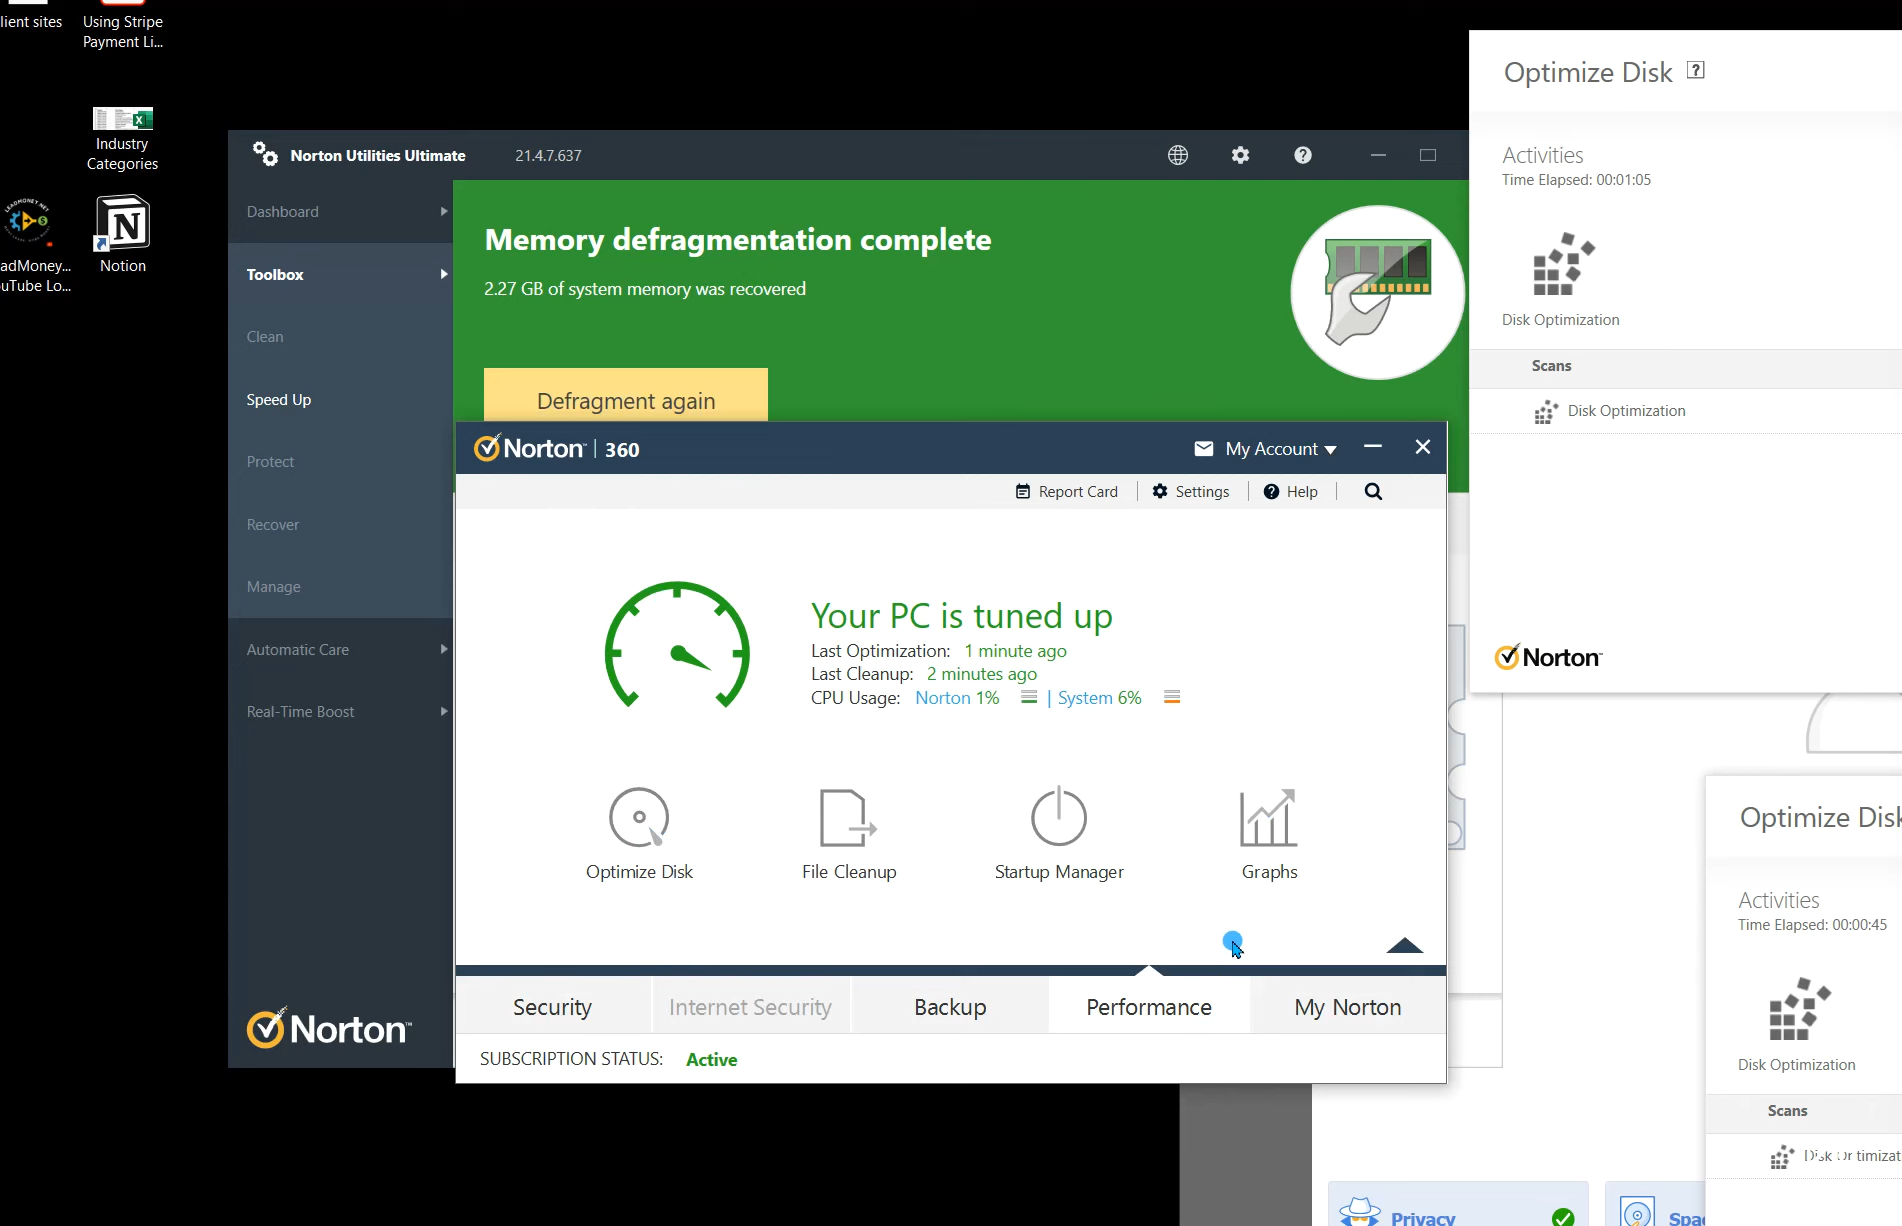 lient sites
Using Stripe
Payment Li...
Industry
Categories
adMoney...
uTube Lo...
Notion
Norton Utilities Ultimate
21.4.7.637
Dashboard
Toolbox
Clean
Speed Up
Protect
Recover
Manage
Automatic Care
Real-Time Boost
Norton
Memory defragmentation complete
2.27 GB of system memory was recovered
Defragment again
Norton | 360
My Account
Report Card
Settings
Help
Your PC is tuned up
Last Optimization: 1 minute ago
Last Cleanup: 2 minutes ago
CPU Usage: Norton 1% | System 6%
Optimize Disk
File Cleanup
Startup Manager
Graphs
Security
Internet Security
Backup
Performance
My Norton
SUBSCRIPTION STATUS: Active
Optimize Disk
Activities
Time Elapsed: 00:01:05
Disk Optimization
Scans
Disk Optimization
Norton
Optimize Disk
Activities
Time Elapsed: 00:00:45
Disk Optimization
Scans
Privacy